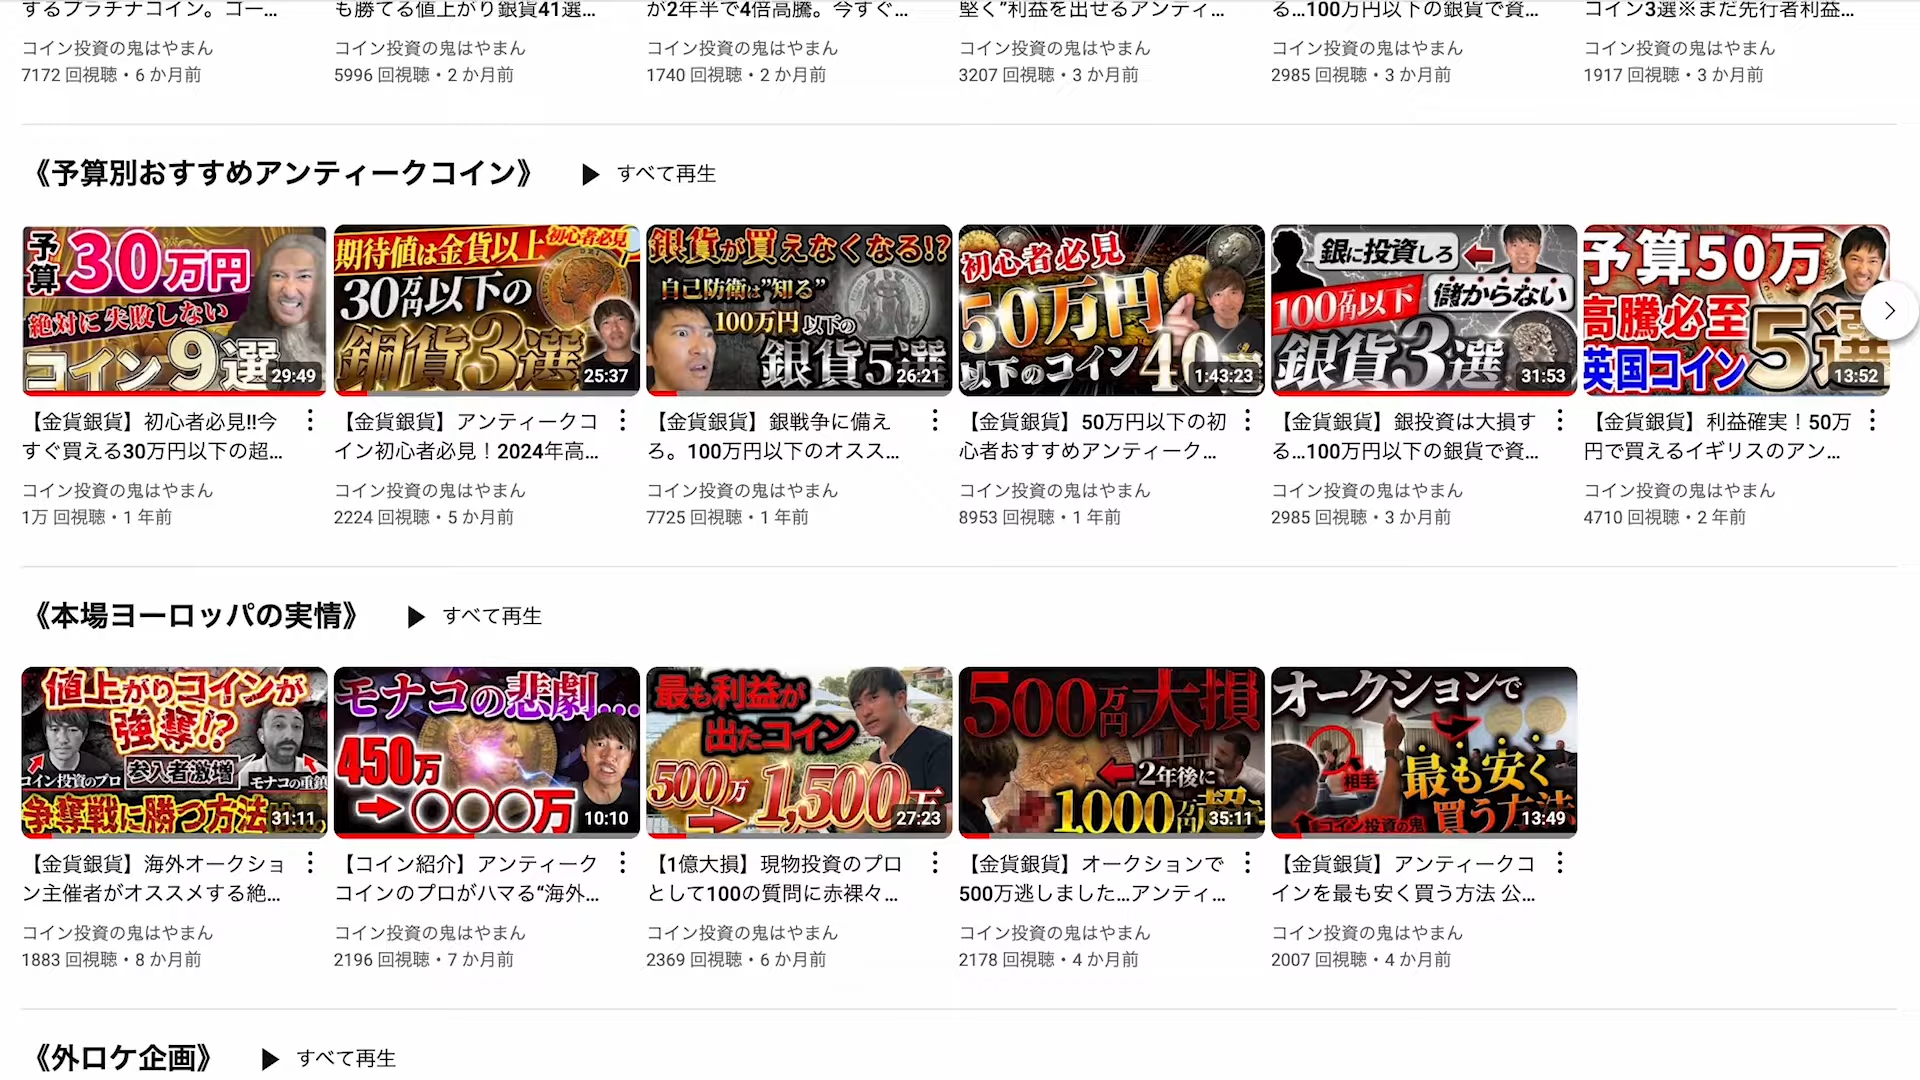 するプラチナコイン。ゴー…
も勝てる値上がり銀貨41選…
が2年半で4倍高騰。今すぐ…
堅く”利益を出せるアンティ…
る…100万円以下の銀貨で資…
コイン3選※まだ先行者利益…
コイン投資の鬼はやまん
コイン投資の鬼はやまん
コイン投資の鬼はやまん
コイン投資の鬼はやまん
コイン投資の鬼はやまん
コイン投資の鬼はやまん
7172 回視聴・6 か月前
5996 回視聴・2 か月前
1740 回視聴・2 か月前
3207 回視聴・3 か月前
2985 回視聴・3 か月前
1917 回視聴・3 か月前
《予算別おすすめアンティークコイン》
すべて再生
予算30万円
絶対に失敗しない
コイン9選
29:49
期待値は金貨以上
初心者必見
30万円以下の
銅貨3選
25:37
銀貨が買えなくなる!?
自己防衛は”知る”
100万円以下の
銀貨5選
26:21
初心者必見
50万円
以下のコイン40
1:43:23
銀に投資しろ
儲からない
100万円以下
銀貨3選
31:53
予算50万
高騰必至
英国コイン
5選
13:52
【金貨銀貨】初心者必見‼今
すぐ買える30万円以下の超…
コイン投資の鬼はやまん
1万 回視聴・1 年前
【金貨銀貨】アンティークコ
イン初心者必見！2024年高…
コイン投資の鬼はやまん
2224 回視聴・5 か月前
【金貨銀貨】銀戦争に備え
ろ。100万円以下のオスス…
コイン投資の鬼はやまん
7725 回視聴・1 年前
【金貨銀貨】50万円以下の初
心者おすすめアンティーク…
コイン投資の鬼はやまん
8953 回視聴・1 年前
【金貨銀貨】銀投資は大損す
る…100万円以下の銀貨で資…
コイン投資の鬼はやまん
2985 回視聴・3 か月前
【金貨銀貨】利益確実！50万
円で買えるイギリスのアン…
コイン投資の鬼はやまん
4710 回視聴・2 年前
《本場ヨーロッパの実情》
すべて再生
値上がりコインが
強奪!?
コイン投資のプロ
参入者激増
モナコの重鎮
争奪戦に勝つ方法
31:11
モナコの悲劇…
450万
〇〇〇万
10:10
最も利益が
出たコイン
500万
1,500万
27:23
500万円大損
2年後に
1000万円超
35:11
オークションで
相手
最も安く
買う方法
コイン投資の鬼
13:49
【金貨銀貨】海外オークショ
ン主催者がオススメする絶…
コイン投資の鬼はやまん
1883 回視聴・8 か月前
【コイン紹介】アンティーク
コインのプロがハマる“海外…
コイン投資の鬼はやまん
2196 回視聴・7 か月前
【1億大損】現物投資のプロ
として100の質問に赤裸々…
コイン投資の鬼はやまん
2369 回視聴・6 か月前
【金貨銀貨】オークションで
500万逃しました…アンティ…
コイン投資の鬼はやまん
2178 回視聴・4 か月前
【金貨銀貨】アンティークコ
インを最も安く買う方法 公…
コイン投資の鬼はやまん
2007 回視聴・4 か月前
《外ロケ企画》
すべて再生